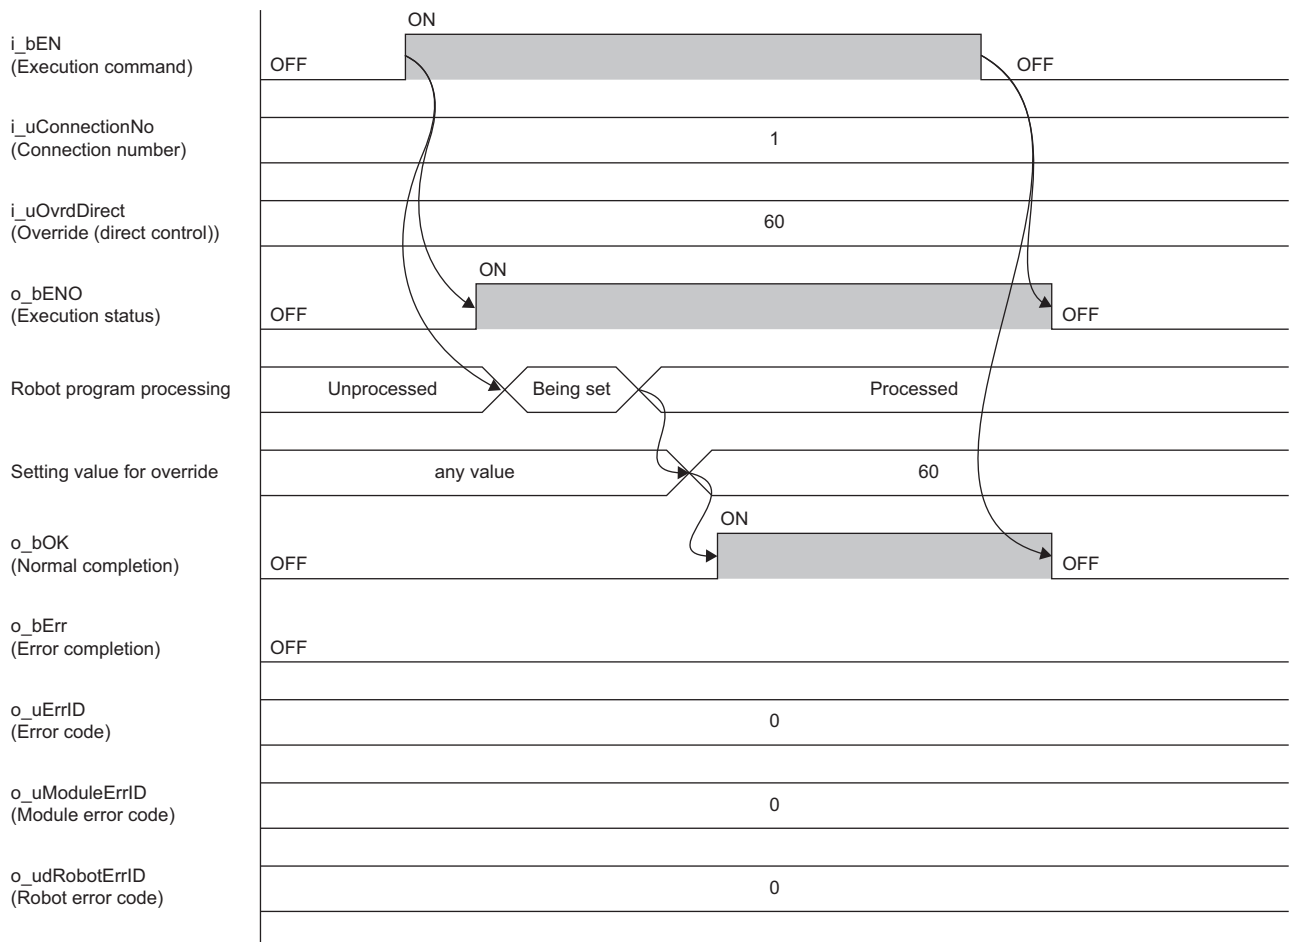 ON
i_bEN
(Execution command)
OFF
OFF
i_uConnectionNo
(Connection number)
1
i_uOvrdDirect
(Override (direct control))
60
ON
o_bENO
(Execution status)
OFF
OFF
Robot program processing
Unprocessed
Being set
Processed
Setting value for override
any value
60
ON
o_bOK
(Normal completion)
OFF
OFF
o_bErr
(Error completion)
OFF
o_uErrID
(Error code)
0
o_uModuleErrID
(Module error code)
0
o_udRobotErrID
(Robot error code)
0